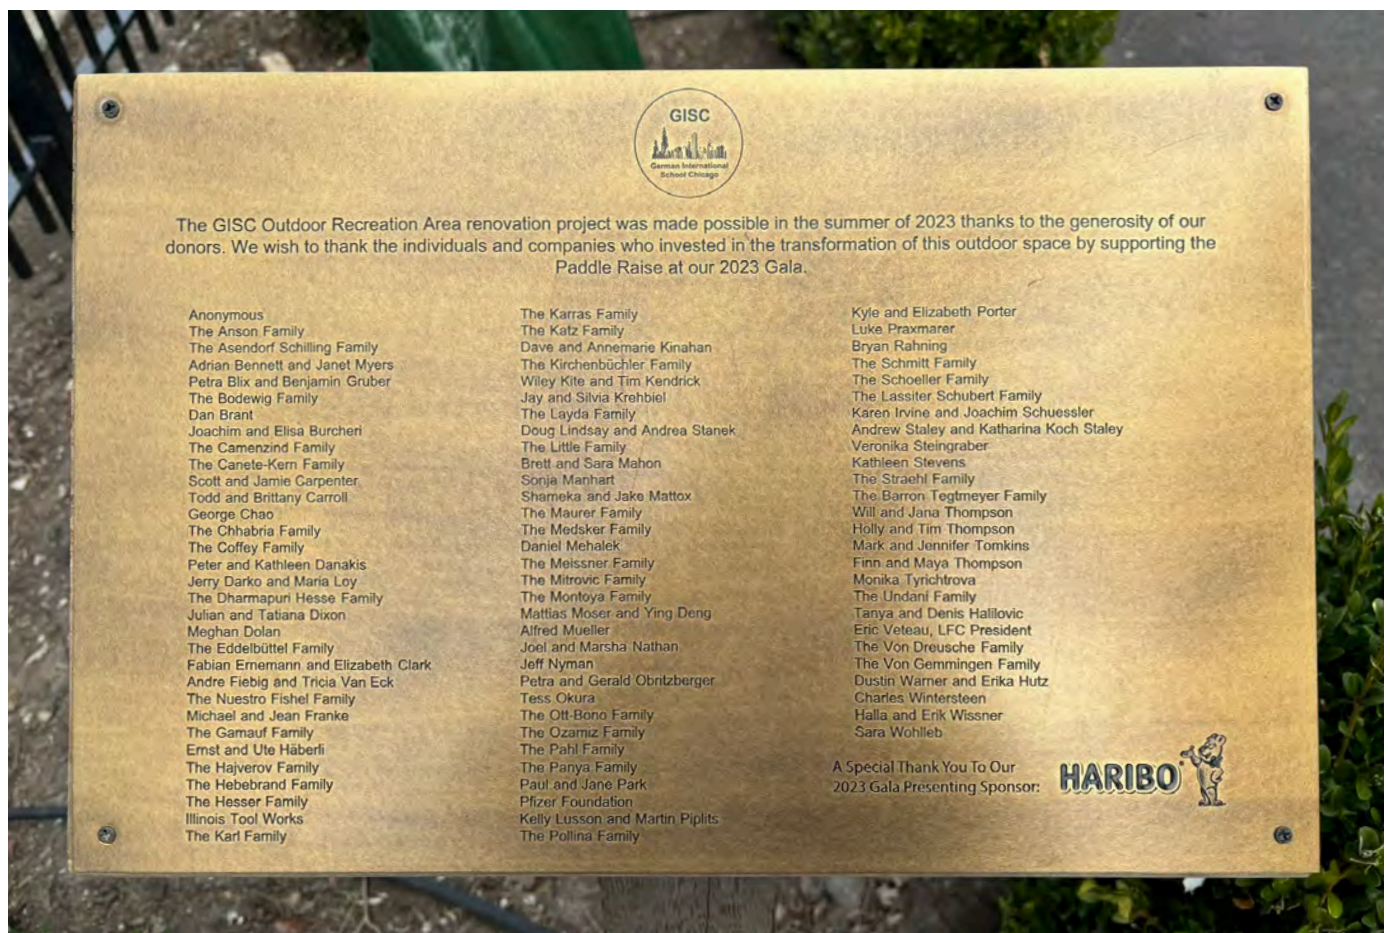 GISC
German International
School Chicago
The GISC Outdoor Recreation Area renovation project was made possible in the summer of 2023 thanks to the generosity of our
donors. We wish to thank the individuals and companies who invested in the transformation of this outdoor space by supporting the
Paddle Raise at our 2023 Gala.
Anonymous
The Anson Family
The Asendorf Schilling Family
Adrian Bennett and Janet Myers
Petra Blix and Benjamin Gruber
The Bodewig Family
Dan Brant
Joachim and Elisa Burcheri
The Camenzind Family
The Canete-Kern Family
Scott and Jamie Carpenter
Todd and Brittany Carroll
George Chao
The Chhabria Family
The Coffey Family
Peter and Kathleen Danakis
Jerry Darko and Maria Loy
The Dharmapuri Hesse Family
Julian and Tatiana Dixon
Meghan Dolan
The Eddelbüttel Family
Fabian Ernemann and Elizabeth Clark
Andre Fiebig and Tricia Van Eck
The Nuestro Fishel Family
Michael and Jean Franke
The Gamauf Family
Ernst and Ute Häberli
The Hajverov Family
The Hebebrand Family
The Hesser Family
Illinois Tool Works
The Karl Family
The Karras Family
The Katz Family
Dave and Annemarie Kinahan
The Kirchenbüchler Family
Wiley Kite and Tim Kendrick
Jay and Silvia Krehbiel
The Layda Family
Doug Lindsay and Andrea Stanek
The Little Family
Brett and Sara Mahon
Sonja Manhart
Shameka and Jake Mattox
The Maurer Family
The Medsker Family
Daniel Mehalek
The Meissner Family
The Mitrovic Family
The Montoya Family
Mattias Moser and Ying Deng
Alfred Mueller
Joel and Marsha Nathan
Jeff Nyman
Petra and Gerald Obritzberger
Tess Okura
The Ott-Bono Family
The Ozamiz Family
The Pahl Family
The Panya Family
Paul and Jane Park
Pfizer Foundation
Kelly Lusson and Martin Piplits
The Pollina Family
Kyle and Elizabeth Porter
Luke Praxmarer
Bryan Rahning
The Schmitt Family
The Schoeller Family
The Lassiter Schubert Family
Karen Irvine and Joachim Schuessler
Andrew Staley and Katharina Koch Staley
Veronika Steingraber
Kathleen Stevens
The Straehl Family
The Barron Tegtmeyer Family
Will and Jana Thompson
Holly and Tim Thompson
Mark and Jennifer Tomkins
Finn and Maya Thompson
Monika Tyrichtrova
The Undani Family
Tanya and Denis Halilovic
Eric Veteau, LFC President
The Von Dreusche Family
The Von Gemmingen Family
Dustin Warner and Erika Hutz
Charles Wintersteen
Halla and Erik Wissner
Sara Wohlleb
A Special Thank You To Our
2023 Gala Presenting Sponsor:
HARIBO